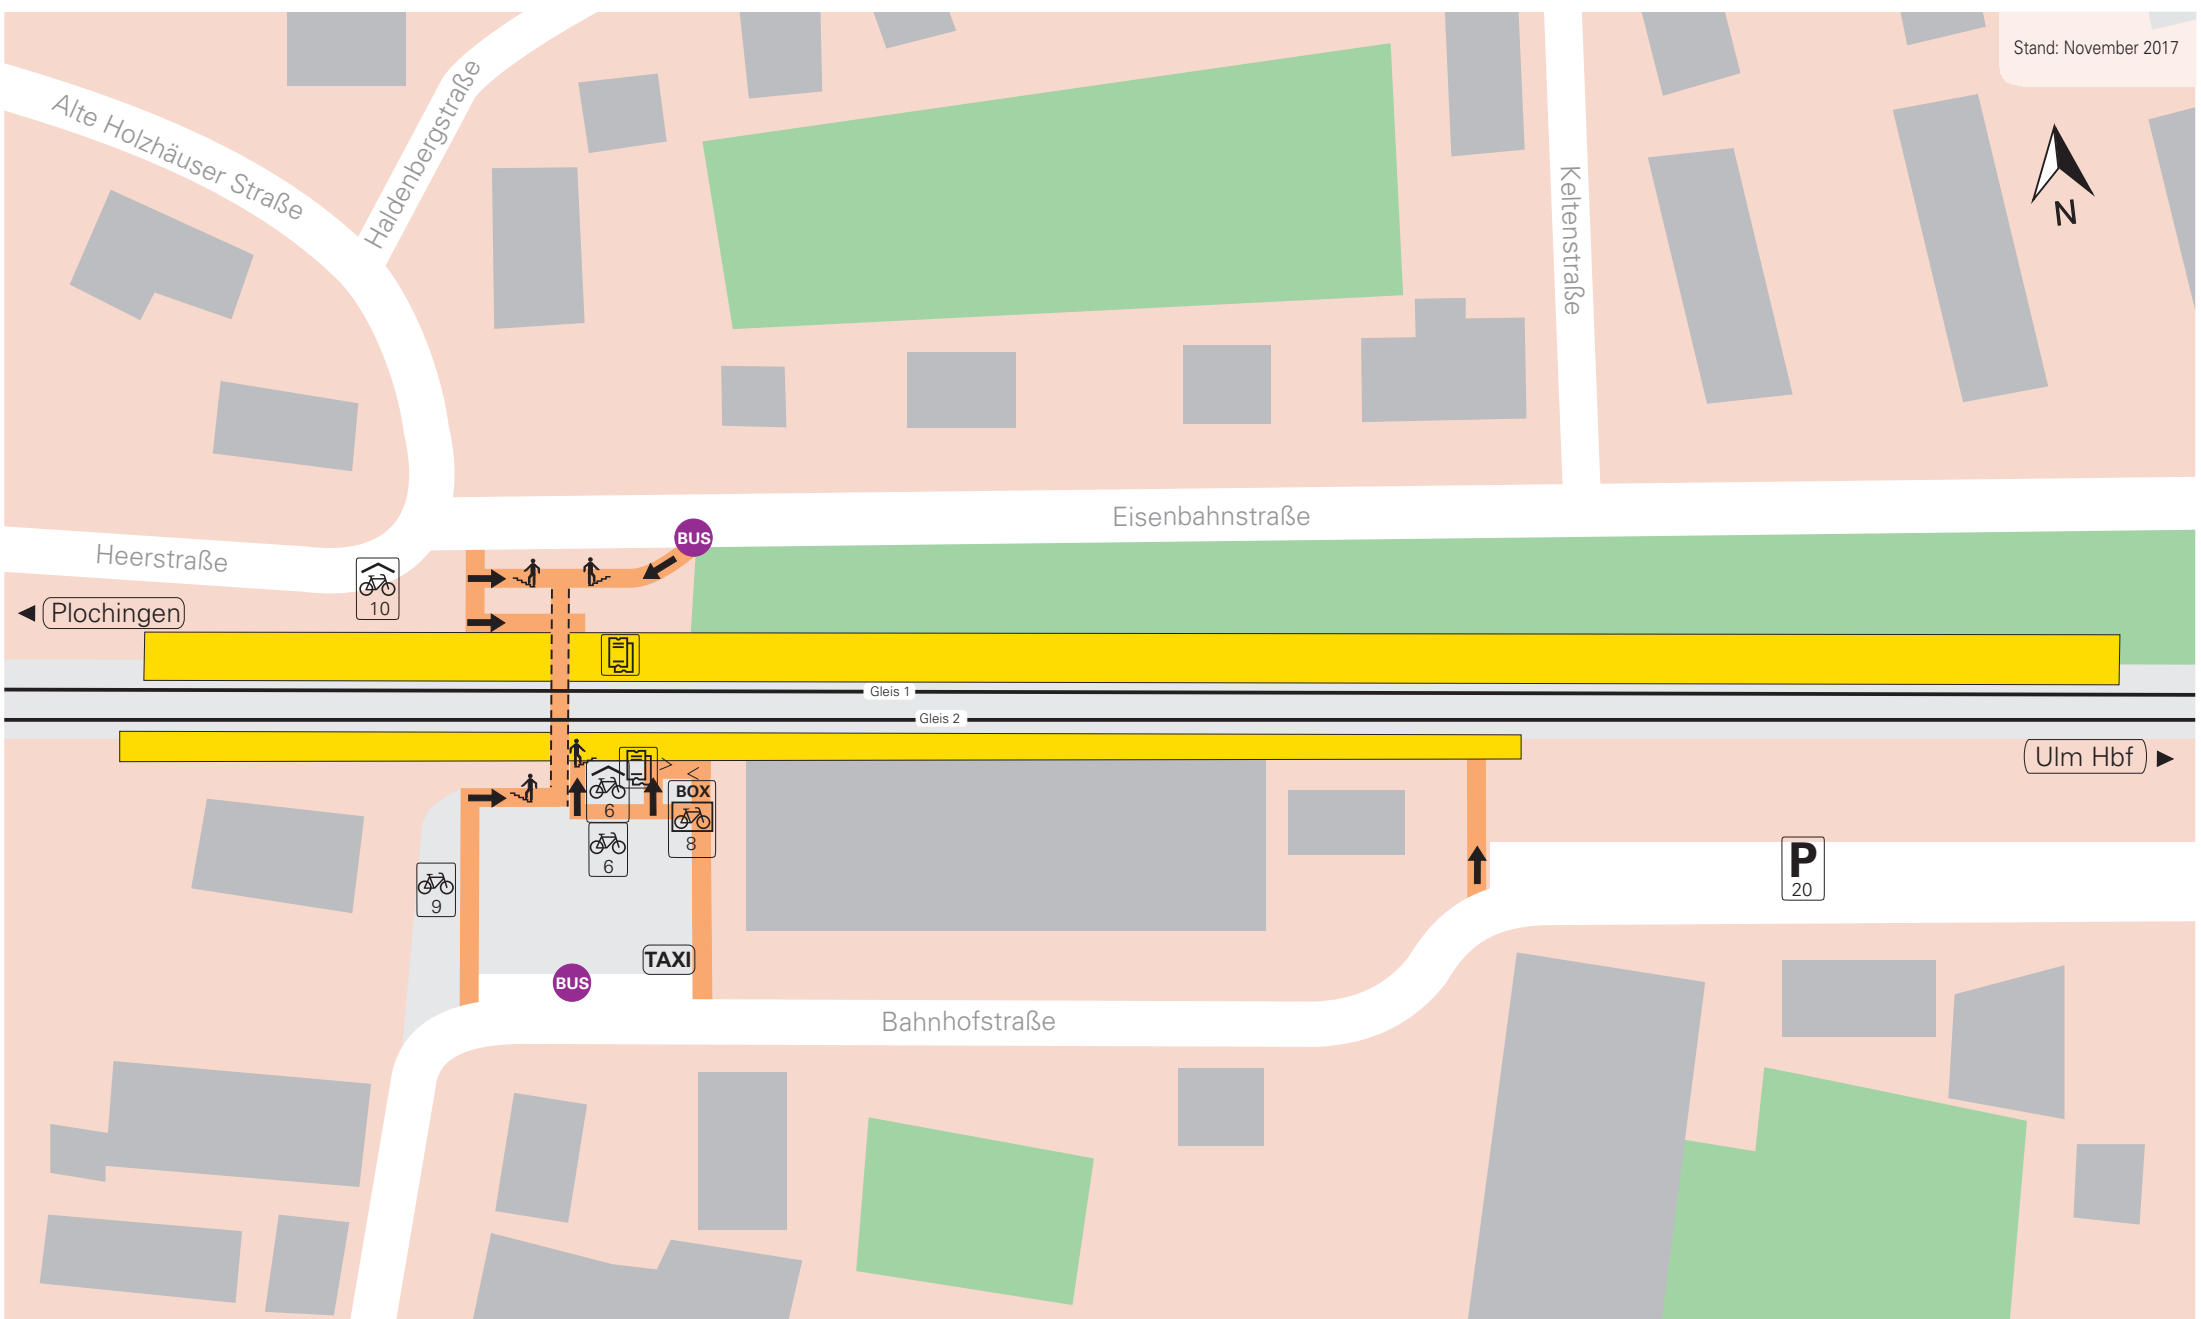 Stand: November 2017
Alte Holzhäuser Straße
Haldenbergstraße
Keltenstraße
N
Eisenbahnstraße
BUS
Heerstraße
10
Plochingen
Gleis 1
Gleis 2
Ulm Hbf
> 
<
BOX
6
8
6
P
20
9
TAXI
BUS
Bahnhofstraße